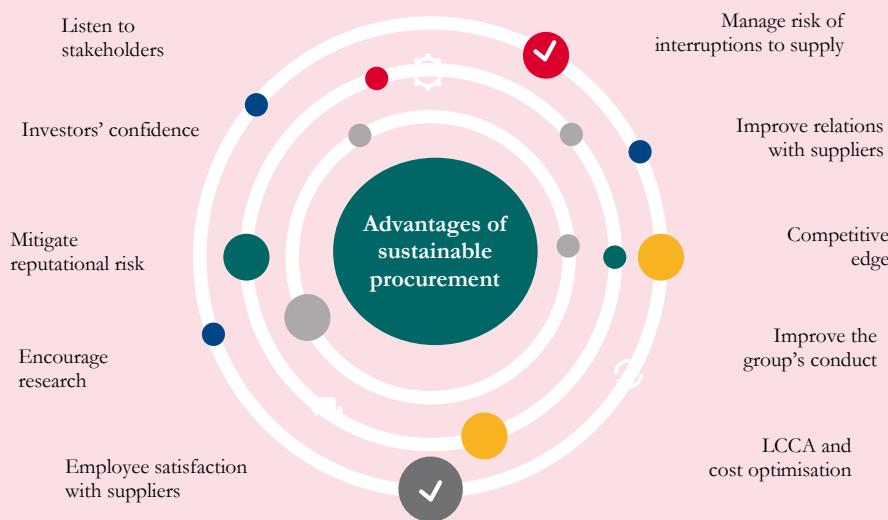 Listen to
stakeholders
Investors' confidence
Mitigate
reputational risk
Encourage
research
Employee satisfaction
with suppliers
Advantages of
sustainable
procurement
Manage risk of
interruptions to supply
Improve relations
with suppliers
Competitive
edge
Improve the
group's conduct
LCCA and
cost optimisation